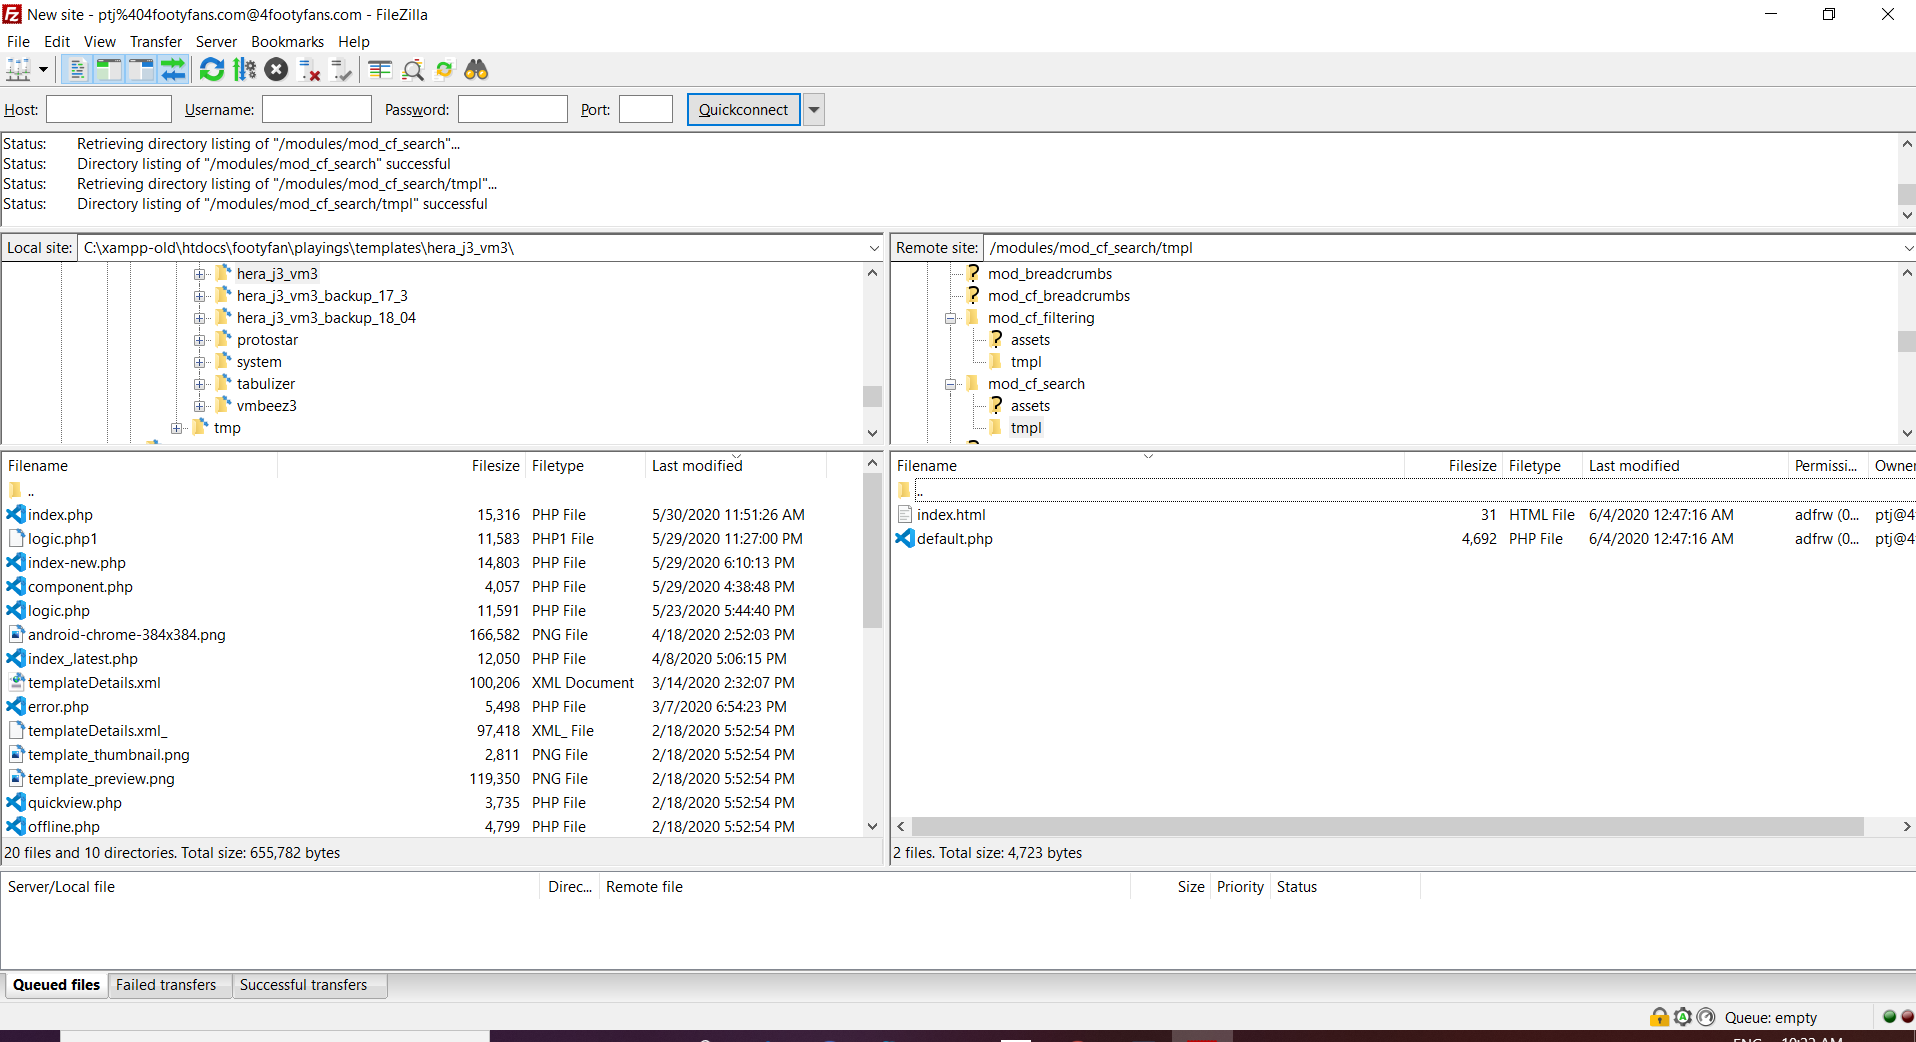 New site - ptj%404footyfans.com@4footyfans.com - FileZilla
File Edit View Transfer Server Bookmarks Help
Host: Username: Password: Port: Quickconnect
Status: Retrieving directory listing of "/modules/mod_cf_search"...
Status: Directory listing of "/modules/mod_cf_search" successful
Status: Retrieving directory listing of "/modules/mod_cf_search/tmpl"...
Status: Directory listing of "/modules/mod_cf_search/tmpl" successful
Local site: C:\xampp-old\htdocs\footyfan\playings\templates\hera_j3_vm3\
hera_j3_vm3
hera_j3_vm3_backup_17_3
hera_j3_vm3_backup_18_04
protostar
system
tabulizer
vmbeez3
tmp
Remote site: /modules/mod_cf_search/tmpl
mod_breadcrumbs
mod_cf_breadcrumbs
mod_cf_filtering
assets
tmpl
mod_cf_search
assets
tmpl
Filename Filesize Filetype Last modified
..
index.php 15,316 PHP File 5/30/2020 11:51:26 AM
logic.php1 11,583 PHP1 File 5/29/2020 11:27:00 PM
index-new.php 14,803 PHP File 5/29/2020 6:10:13 PM
component.php 4,057 PHP File 5/29/2020 4:38:48 PM
logic.php 11,591 PHP File 5/23/2020 5:44:40 PM
android-chrome-384x384.png 166,582 PNG File 4/18/2020 2:52:03 PM
index_latest.php 12,050 PHP File 4/8/2020 5:06:15 PM
templateDetails.xml 100,206 XML Document 3/14/2020 2:32:07 PM
error.php 5,498 PHP File 3/7/2020 6:54:23 PM
templateDetails.xml_ 97,418 XML_ File 2/18/2020 5:52:54 PM
template_thumbnail.png 2,811 PNG File 2/18/2020 5:52:54 PM
template_preview.png 119,350 PNG File 2/18/2020 5:52:54 PM
quickview.php 3,735 PHP File 2/18/2020 5:52:54 PM
offline.php 4,799 PHP File 2/18/2020 5:52:54 PM
20 files and 10 directories. Total size: 655,782 bytes
Filename Filesize Filetype Last modified Permissi... Owner
..
index.html 31 HTML File 6/4/2020 12:47:16 AM adfrw (0... ptj@4
default.php 4,692 PHP File 6/4/2020 12:47:16 AM adfrw (0... ptj@4
2 files. Total size: 4,723 bytes
Server/Local file Direc... Remote file Size Priority Status
Queued files Failed transfers Successful transfers
Queue: empty